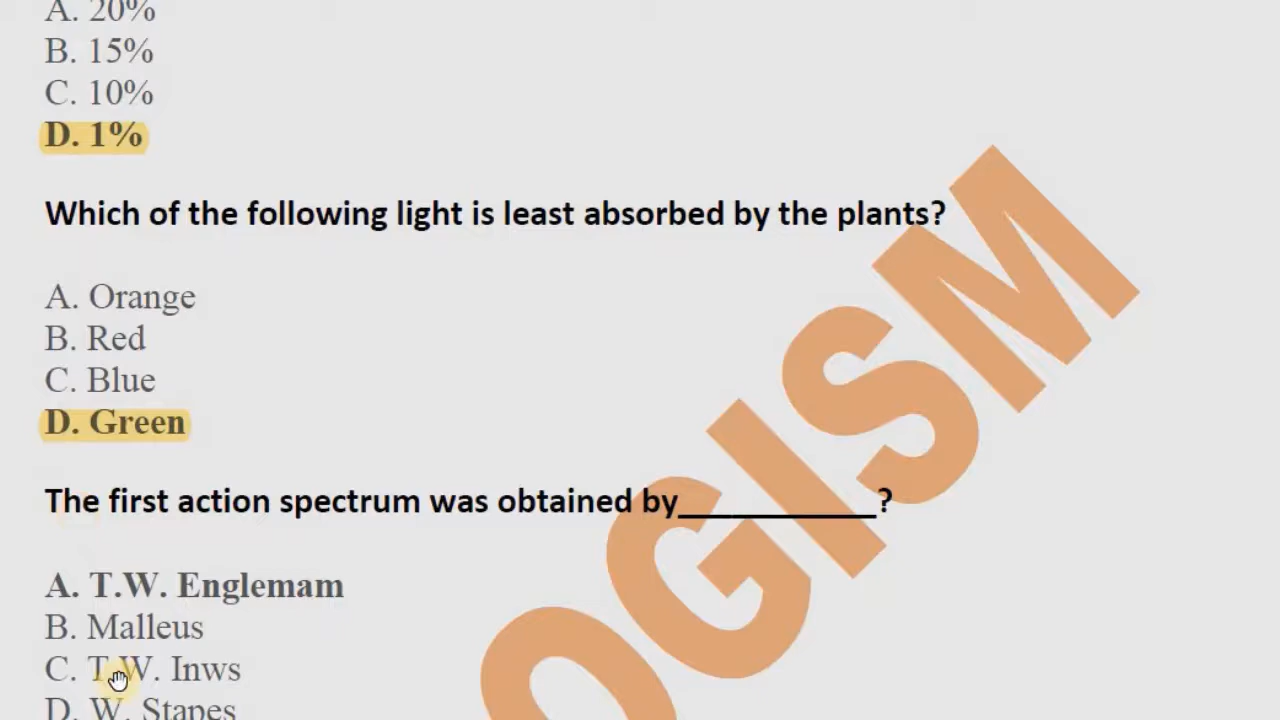 A. 20%
B. 15%
C. 10%
D. 1%
Which of the following light is least absorbed by the plants?
A. Orange
B. Red
C. Blue
D. Green
The first action spectrum was obtained by___________?
A. T.W. Englemam
B. Malleus
C. T.W. Inws
D. W. Stapes
OGISM